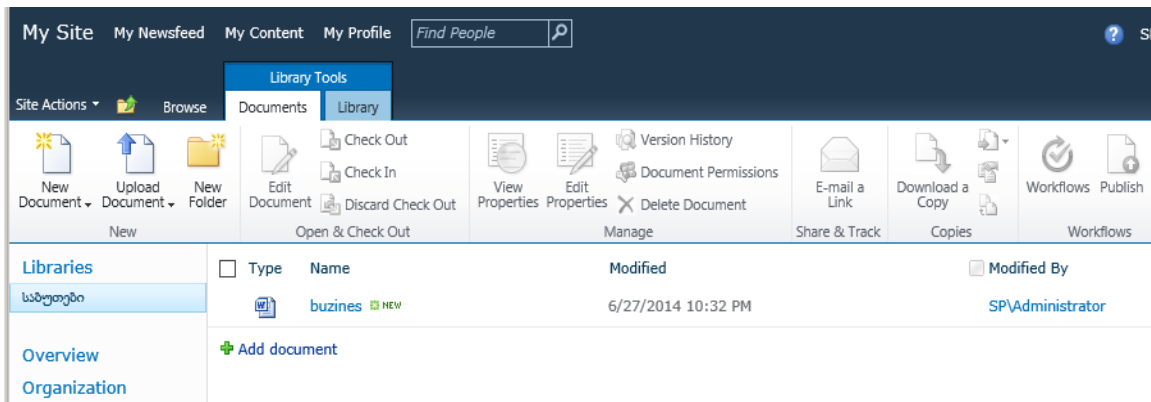 My Site My Newsfeed My Content My Profile Find People
Library Tools
Site Actions Browse Documents Library
New Document
Upload Document
New Folder
New
Edit Document
Check Out
Check In
Discard Check Out
Open & Check Out
View Properties
Edit Properties
Version History
Document Permissions
Delete Document
Manage
E-mail a Link
Share & Track
Download a Copy
Copies
Workflows
Publish
Workflows
Libraries
საბუთები
Overview
Organization
Type Name Modified Modified By
buzines NEW 6/27/2014 10:32 PM SP\Administrator
Add document